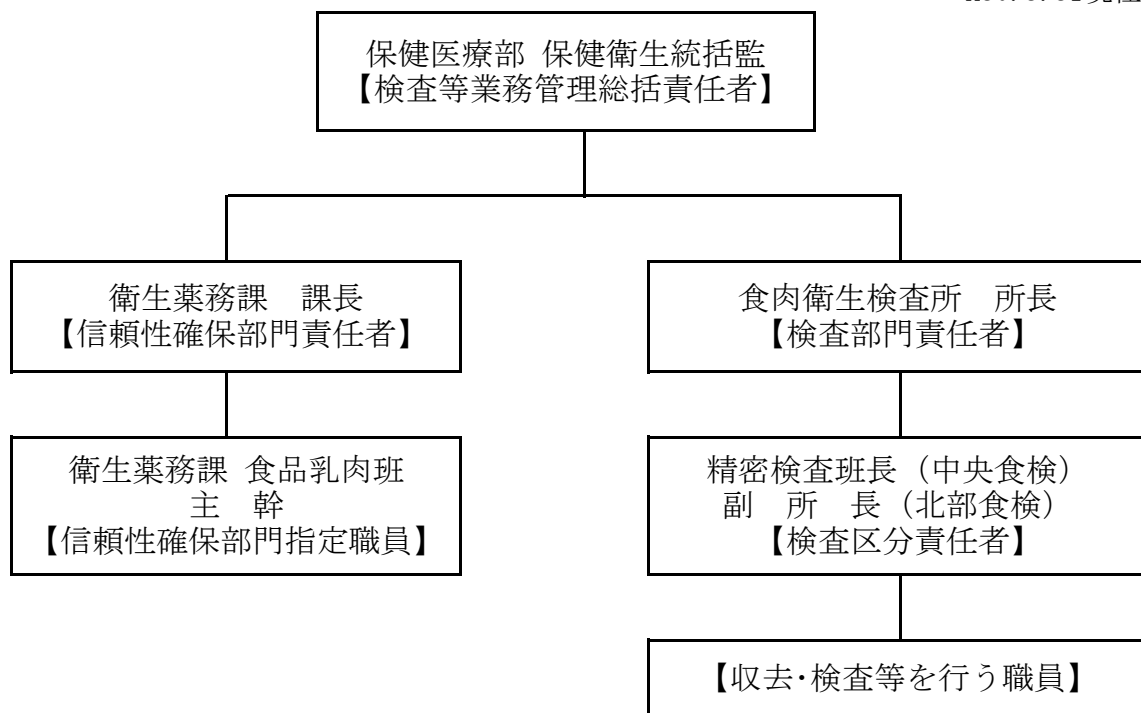 保健医療部 保健衛生統括監
【検査等業務管理総括責任者】
衛生薬務課　課長
【信頼性確保部門責任者】
食肉衛生検査所　所長
【検査部門責任者】
衛生薬務課 食品乳肉班
主　幹
【信頼性確保部門指定職員】
精密検査班長（中央食検）
副　所　長（北部食検）
【検査区分責任者】
【収去・検査等を行う職員】